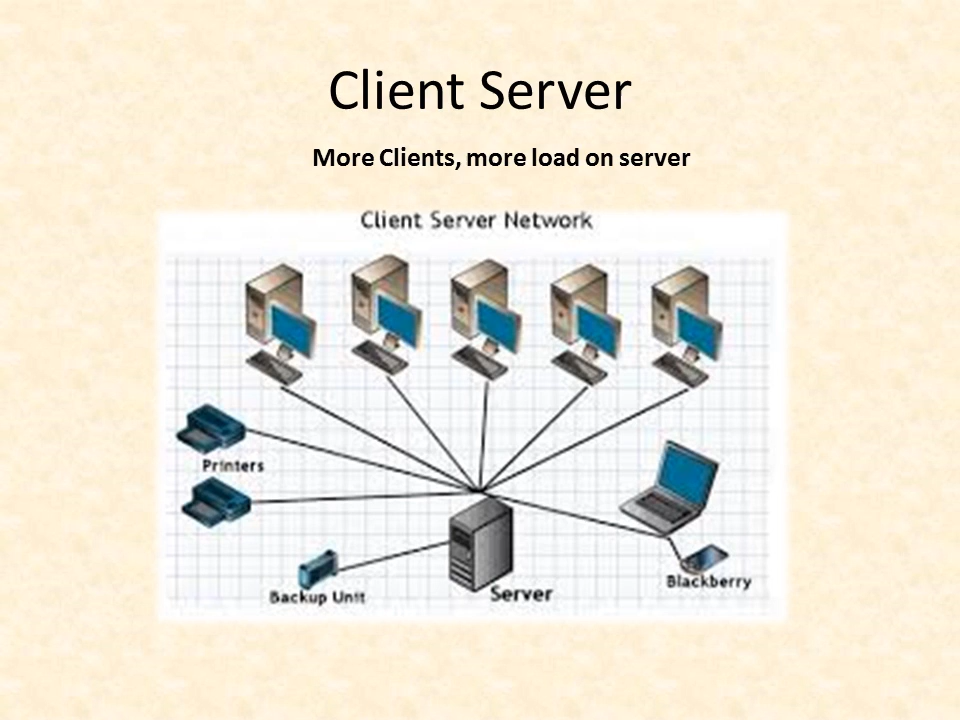 Client Server
More Clients, more load on server
Client Server Network
Printers
Backup Unit
Server
Blackberry